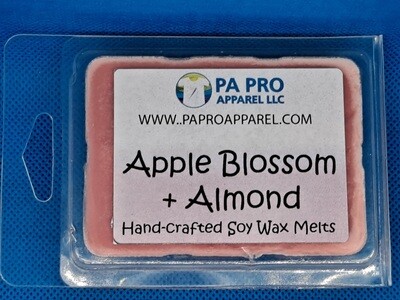 PA PRO
APPAREL LLC
WWW..PAPROAPPAREL.COM
Apple Blossom
+ Almond
Hand-crafted Soy Wax Melts